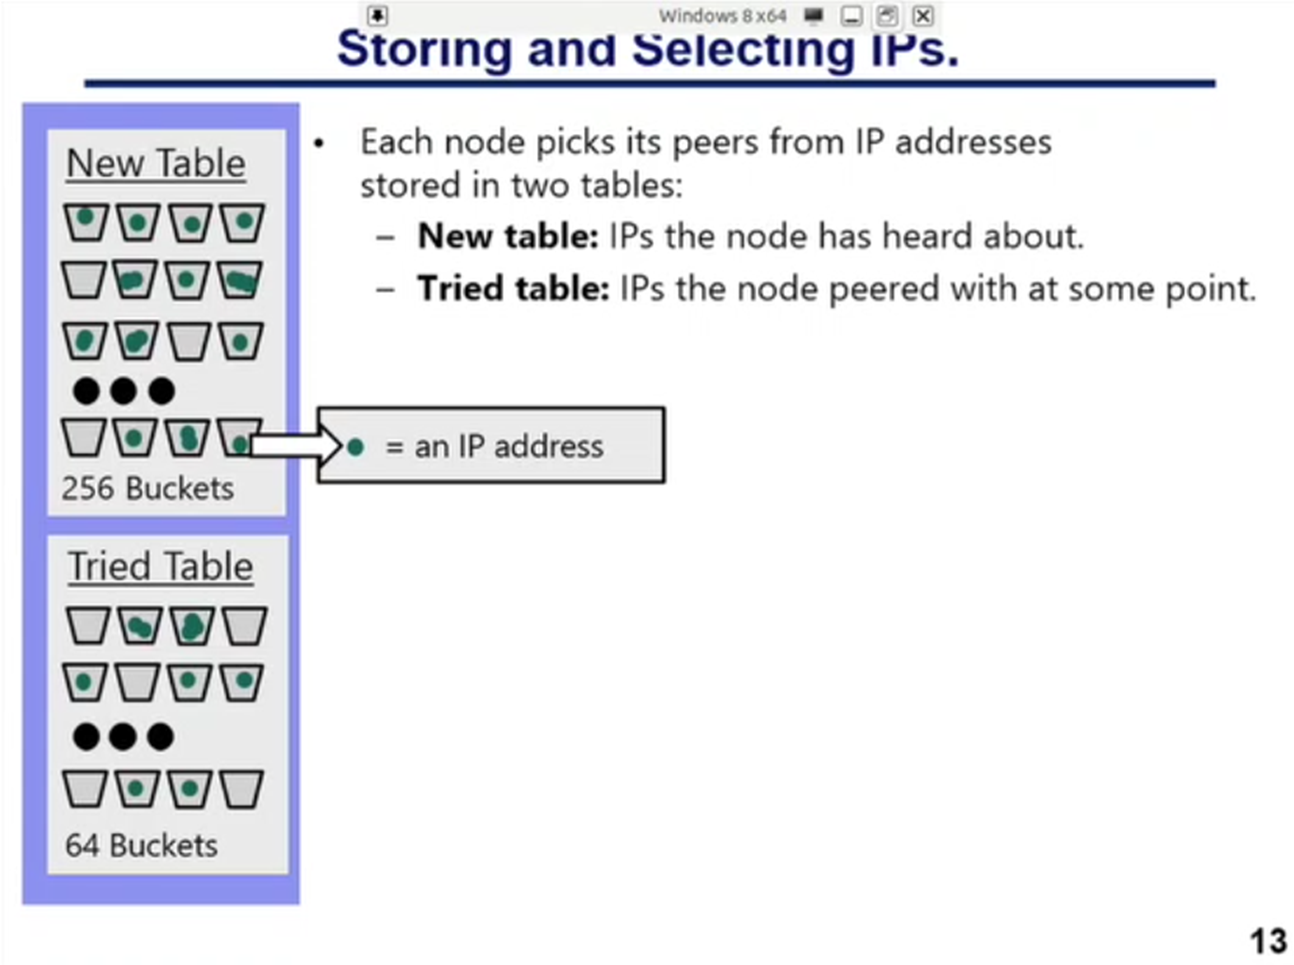 Windows 8 x64
Storing and Selecting IPs.
New Table
256 Buckets
Tried Table
64 Buckets
• Each node picks its peers from IP addresses
stored in two tables:
– New table: IPs the node has heard about.
– Tried table: IPs the node peered with at some point.
= an IP address
13